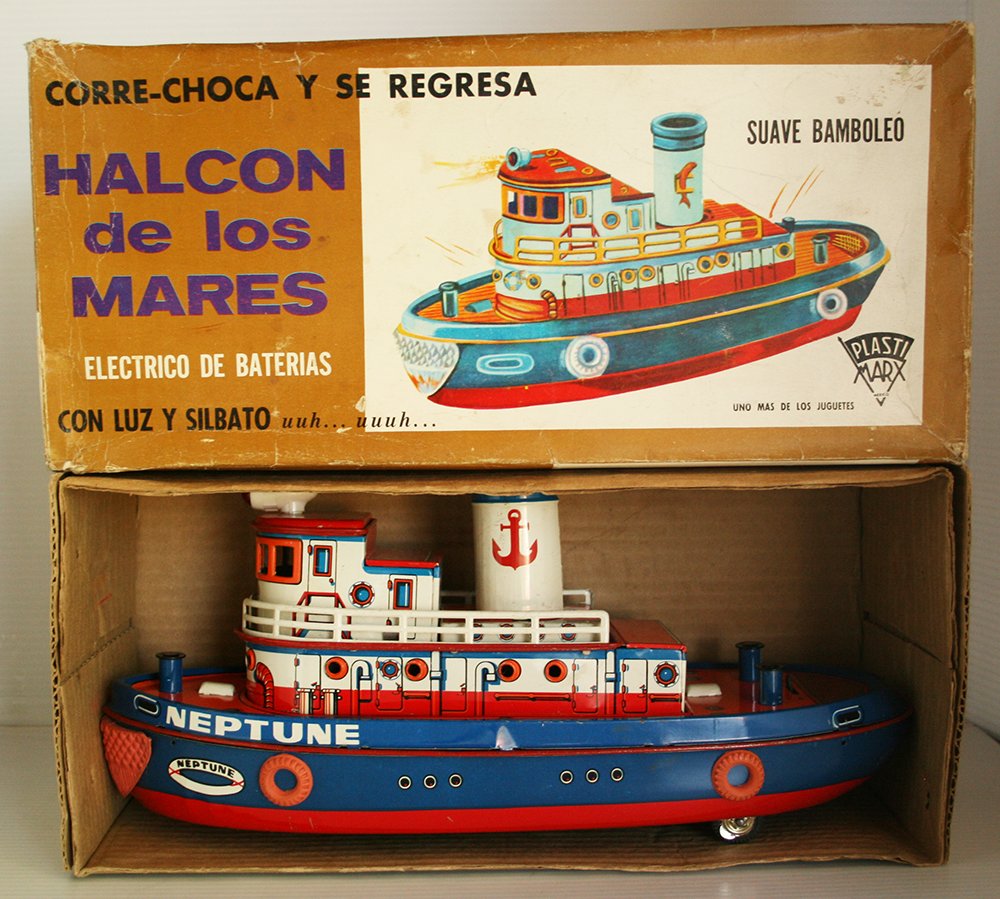 CORRE-CHOCA Y SE REGRESA
SUAVE BAMBOLEO
HALCON
de los
MARES
ELECTRICO DE BATERIAS
CON LUZ Y SILBATO uuh... uuuh...
PLASTI
MARX
MEXICO
UNO MAS DE LOS JUGUETES
NEPTUNE
NEPTUNE